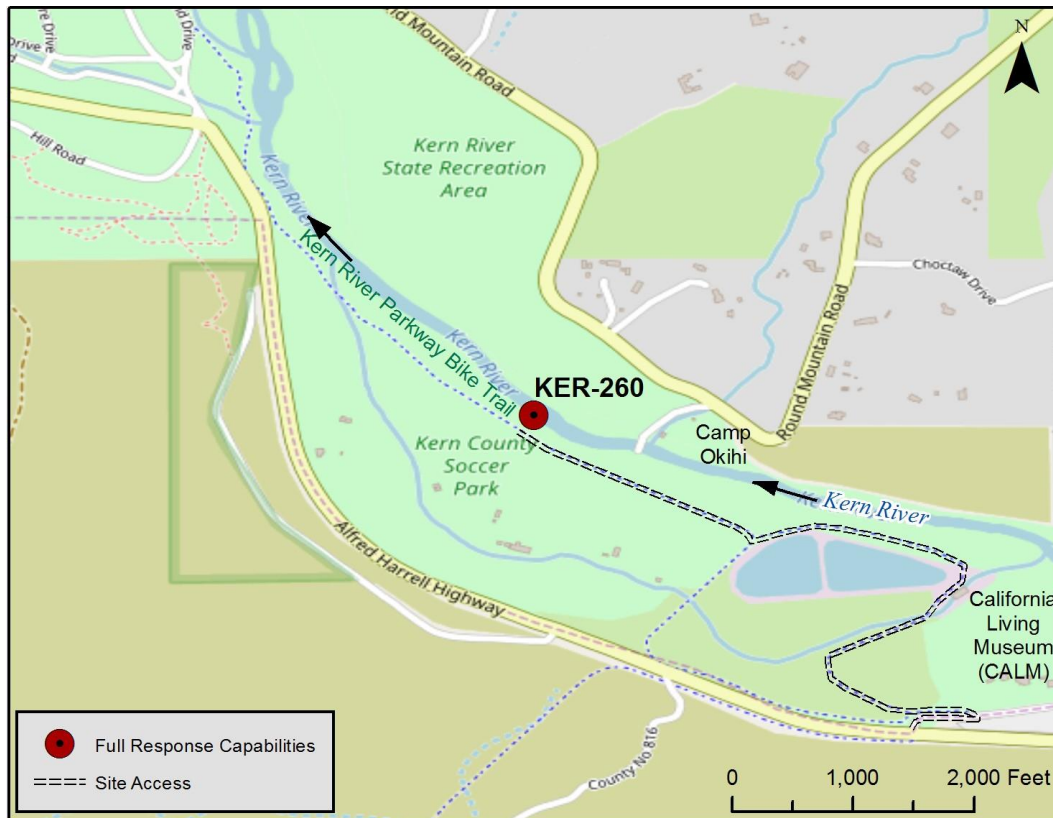 N
Round Mountain Road
Hill Road
Kern River
State Recreation
Area
Kern River
Kern River Parkway Bike Trail
Kern River
Choctaw Drive
Round Mountain Road
KER-260
Camp
Okihi
Kern County
Soccer
Park
Kern River
Alfred Harrell Highway
California
Living
Museum
(CALM)
County No 816
Full Response Capabilities
Site Access
0
1,000
2,000 Feet